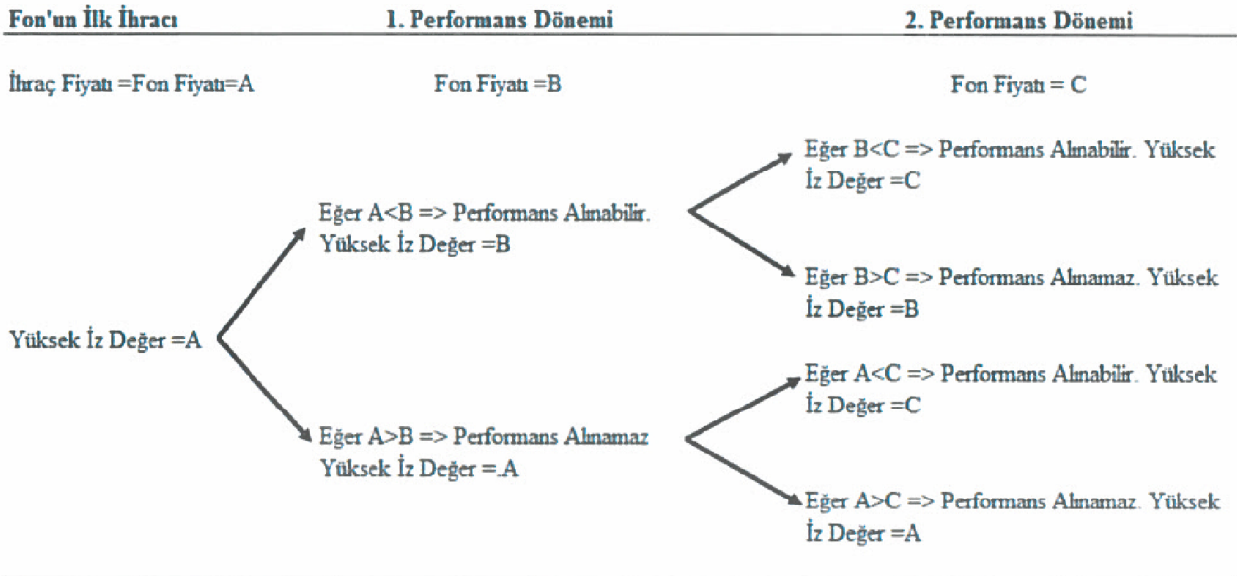 Fon'un İlk İhracı 1. Performans Dönemi 2. Performans Dönemi
İhraç Fiyatı =Fon Fiyatı=A Fon Fiyatı =B Fon Fiyatı = C
Eğer B<C => Performans Alınabilir. Yüksek
İz Değer =C
Eğer A<B => Performans Alınabilir.
Yüksek İz Değer =B
Eğer B>C => Performans Alınamaz. Yüksek
İz Değer =B
Yüksek İz Değer =A
Eğer A<C => Performans Alınabilir. Yüksek
İz Değer =C
Eğer A>B => Performans Alınamaz
Yüksek İz Değer =.A
Eğer A>C => Performans Alınamaz. Yüksek
İz Değer =A